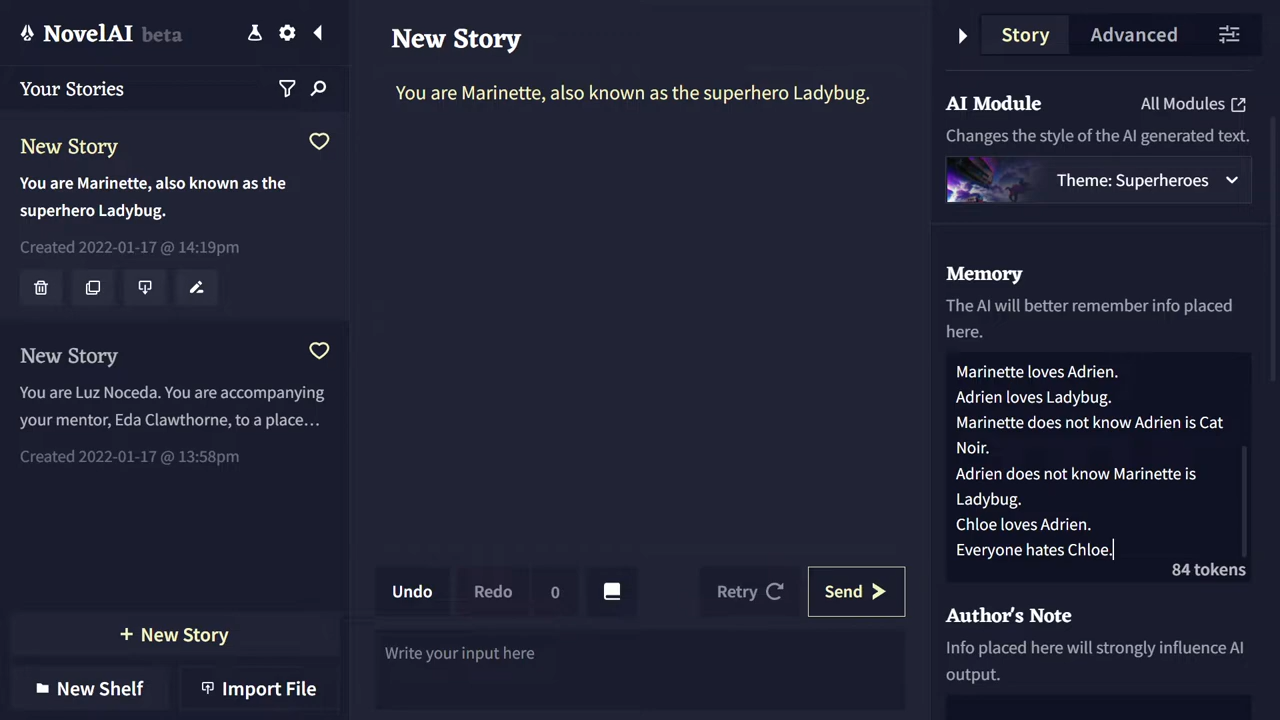 NovelAI beta
Your Stories
New Story
You are Marinette, also known as the
superhero Ladybug.
Created 2022-01-17 @ 14:19pm
New Story
You are Luz Noceda. You are accompanying
your mentor, Eda Clawthorne, to a place…
Created 2022-01-17 @ 13:58pm
+ New Story
New Shelf
Import File
New Story
You are Marinette, also known as the superhero Ladybug.
Undo
Redo
0
Retry
Send
Write your input here
Story
Advanced
AI Module
All Modules
Changes the style of the AI generated text.
Theme: Superheroes
Memory
The AI will better remember info placed
here.
Marinette loves Adrien.
Adrien loves Ladybug.
Marinette does not know Adrien is Cat
Noir.
Adrien does not know Marinette is
Ladybug.
Chloe loves Adrien.
Everyone hates Chloe.
84 tokens
Author's Note
Info placed here will strongly influence AI
output.